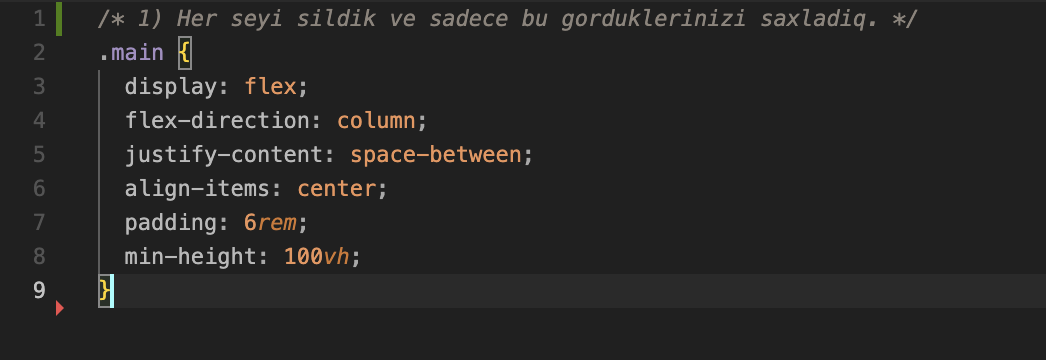 1 /* 1) Her seyi sildik ve sadece bu gorduklerinizi saxladiq. */
2 .main {
3 display: flex;
4 flex-direction: column;
5 justify-content: space-between;
6 align-items: center;
7 padding: 6rem;
8 min-height: 100vh;
9 }